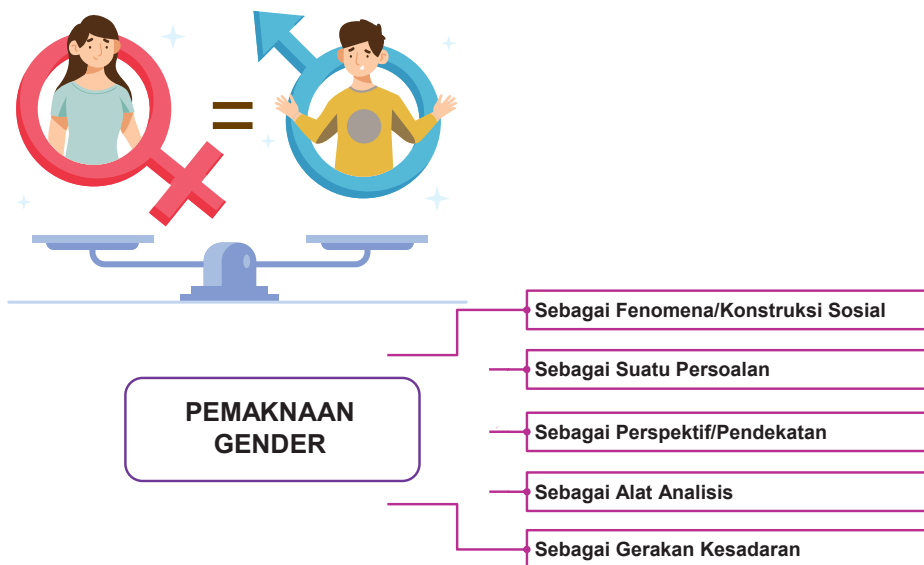 =
PEMAKNAAN
GENDER
Sebagai Fenomena/Konstruksi Sosial
Sebagai Suatu Persoalan
Sebagai Perspektif/Pendekatan
Sebagai Alat Analisis
Sebagai Gerakan Kesadaran